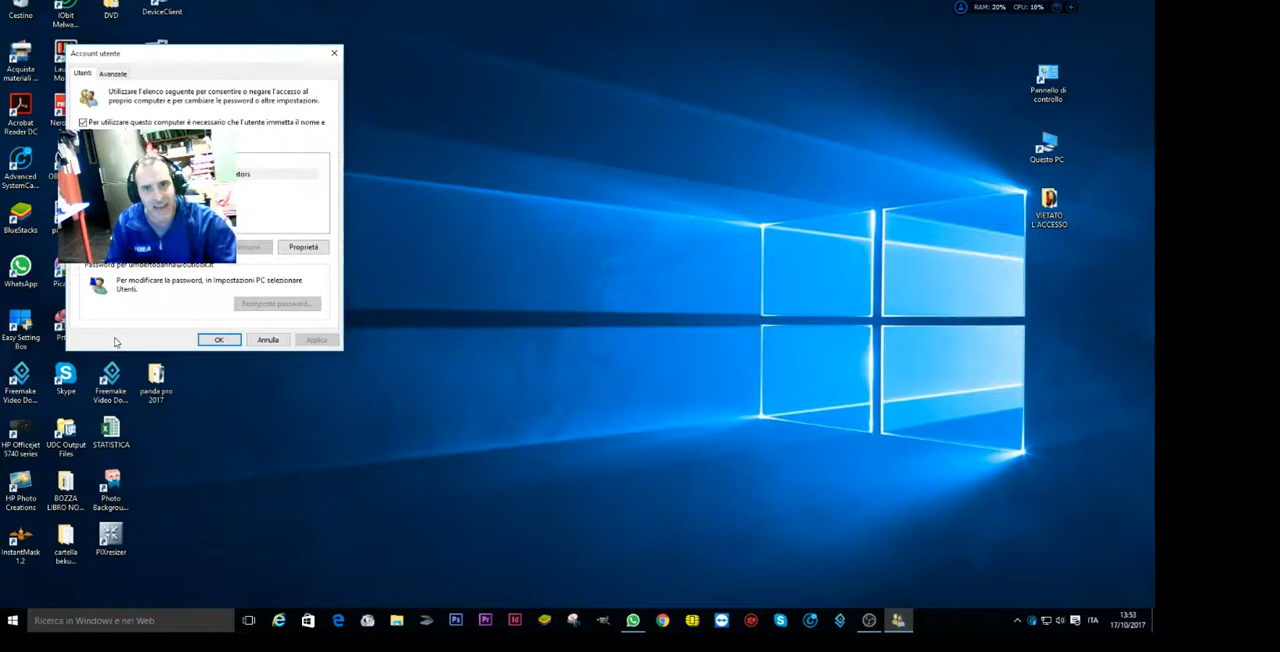 Cestino
IObit
Malwa...
DVD
DeviceClient
RAM: 20% CPU: 10%
Account utente
Utenti
Avanzate
Utilizzare l'elenco seguente per consentire o negare l'accesso al
proprio computer e per cambiare le password o altre impostazioni.
Per utilizzare questo computer è necessario che l'utente immetta il nome e
ators
Proprietà
Per modificare la password, in Impostazioni PC selezionare
Utenti.
Reimposta password...
OK
Annulla
Applica
Acquista
materiali ...
Acrobat
Reader DC
Advanced
SystemCa...
BlueStacks
WhatsApp
Easy Setting
Box
Freemake
Video Do...
Skype
Freemake
Video Do...
panda pro
2017
HP Officejet
5740 series
UDC Output
Files
STATISTICA
HP Photo
Creations
BOZZA
LIBRO NO...
Photo
Backgrou...
InstantMask
1.2
cartella
beku...
PIXresizer
Pannello di
controllo
Questo PC
VIETATO
L'ACCESSO
Ricerca in Windows e nel Web
Ps
Pr
Id
ITA
13:53
17/10/2017